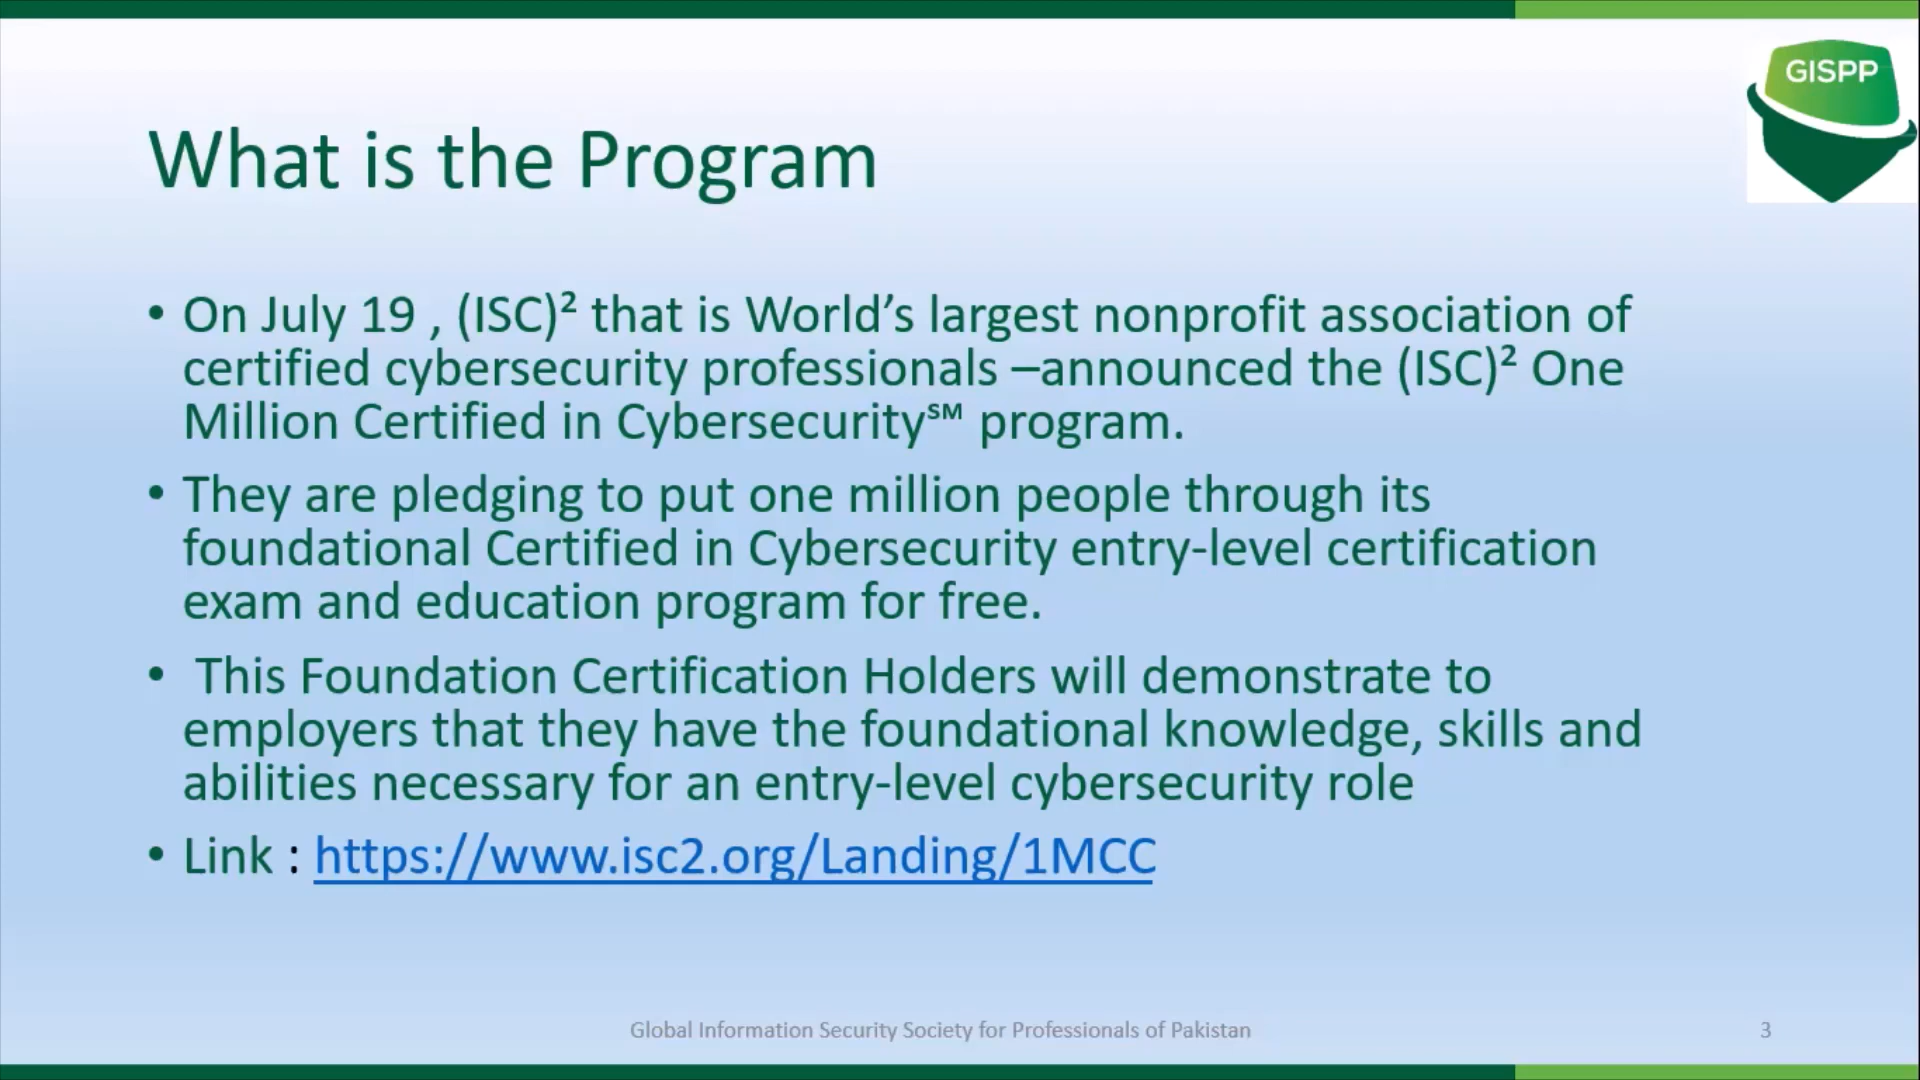 GISPP
What is the Program
• On July 19 , (ISC)² that is World’s largest nonprofit association of
certified cybersecurity professionals –announced the (ISC)² One
Million Certified in Cybersecurity℠ program.
• They are pledging to put one million people through its
foundational Certified in Cybersecurity entry-level certification
exam and education program for free.
• This Foundation Certification Holders will demonstrate to
employers that they have the foundational knowledge, skills and
abilities necessary for an entry-level cybersecurity role
• Link : https://www.isc2.org/Landing/1MCC
Global Information Security Society for Professionals of Pakistan
3